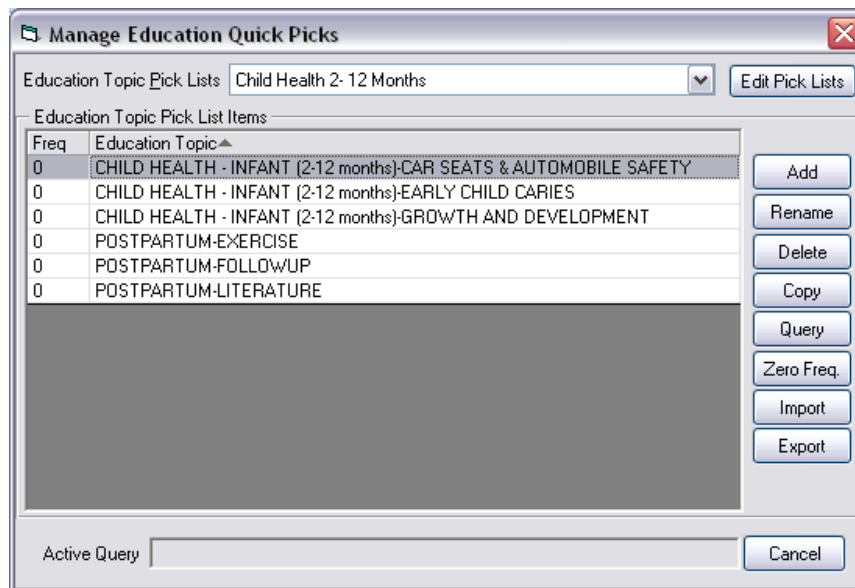 Manage Education Quick Picks
Education Topic Pick Lists Child Health 2- 12 Months Edit Pick Lists
Education Topic Pick List Items
Freq Education Topic
0 CHILD HEALTH - INFANT (2-12 months)-CAR SEATS & AUTOMOBILE SAFETY
0 CHILD HEALTH - INFANT (2-12 months)-EARLY CHILD CARIES
0 CHILD HEALTH - INFANT (2-12 months)-GROWTH AND DEVELOPMENT
0 POSTPARTUM-EXERCISE
0 POSTPARTUM-FOLLOWUP
0 POSTPARTUM-LITERATURE
Add
Rename
Delete
Copy
Query
Zero Freq.
Import
Export
Active Query Cancel